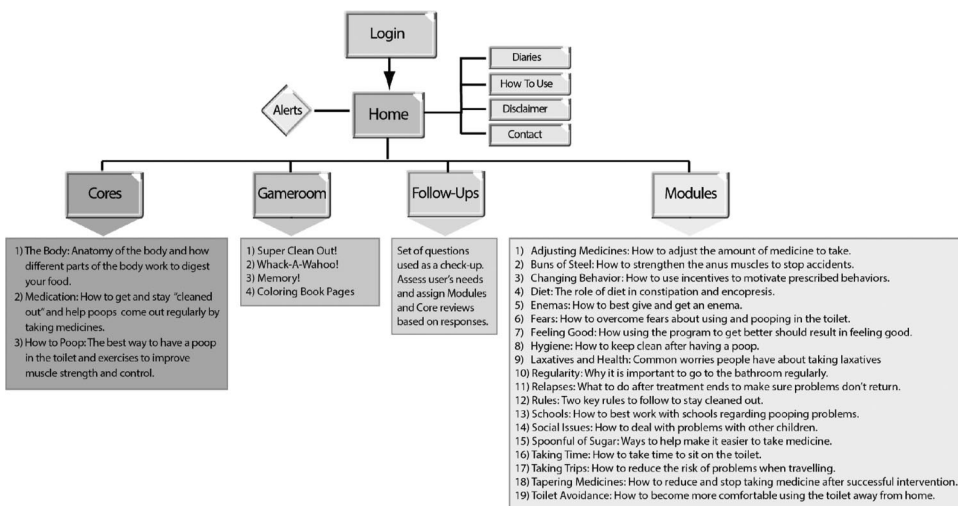 Login
Alerts
Home
Diaries
How To Use
Disclaimer
Contact
Cores
1) The Body: Anatomy of the body and how
different parts of the body work to digest
your food.
2) Medication: How to get and stay "cleaned
out" and help poops come out regularly by
taking medicines.
3) How to Poop: The best way to have a poop
in the toilet and exercises to improve
muscle strength and control.
Gameroom
1) Super Clean Out!
2) Whack-A-Wahoo!
3) Memory!
4) Coloring Book Pages
Follow-Ups
Set of questions
used as a check-up.
Assess user's needs
and assign Modules
and Core reviews
based on responses.
Modules
1) Adjusting Medicines: How to adjust the amount of medicine to take.
2) Buns of Steel: How to strengthen the anus muscles to stop accidents.
3) Changing Behavior: How to use incentives to motivate prescribed behaviors.
4) Diet: The role of diet in constipation and encopresis.
5) Enemas: How to best give and get an enema.
6) Fears: How to overcome fears about using and pooping in the toilet.
7) Feeling Good: How using the program to get better should result in feeling good.
8) Hygiene: How to keep clean after having a poop.
9) Laxatives and Health: Common worries people have about taking laxatives
10) Regularity: Why it is important to go to the bathroom regularly.
11) Relapses: What to do after treatment ends to make sure problems don't return.
12) Rules: Two key rules to follow to stay cleaned out.
13) Schools: How to best work with schools regarding pooping problems.
14) Social Issues: How to deal with problems with other children.
15) Spoonful of Sugar: Ways to help make it easier to take medicine.
16) Taking Time: How to take time to sit on the toilet.
17) Taking Trips: How to reduce the risk of problems when travelling.
18) Tapering Medicines: How to reduce and stop taking medicine after successful intervention.
19) Toilet Avoidance: How to become more comfortable using the toilet away from home.